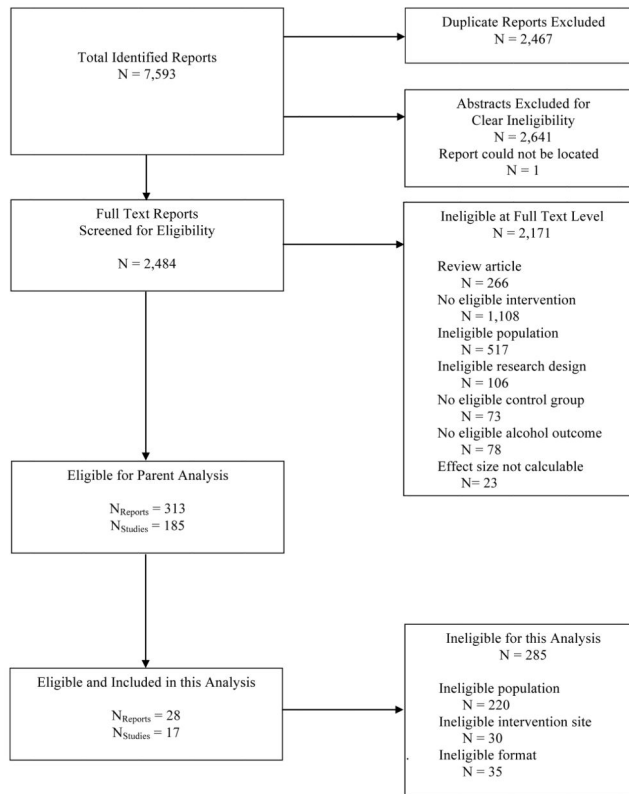 Total Identified Reports
N = 7,593
Duplicate Reports Excluded
N = 2,467
Abstracts Excluded for
Clear Ineligibility
N = 2,641
Report could not be located
N = 1
Full Text Reports
Screened for Eligibility
N = 2,484
Ineligible at Full Text Level
N = 2,171
Review article
N = 266
No eligible intervention
N = 1,108
Ineligible population
N = 517
Ineligible research design
N = 106
No eligible control group
N = 73
No eligible alcohol outcome
N = 78
Effect size not calculable
N= 23
Eligible for Parent Analysis
NReports = 313
NStudies = 185
Eligible and Included in this Analysis
NReports = 28
NStudies = 17
Ineligible for this Analysis
N = 285
Ineligible population
N = 220
Ineligible intervention site
N = 30
Ineligible format
N = 35